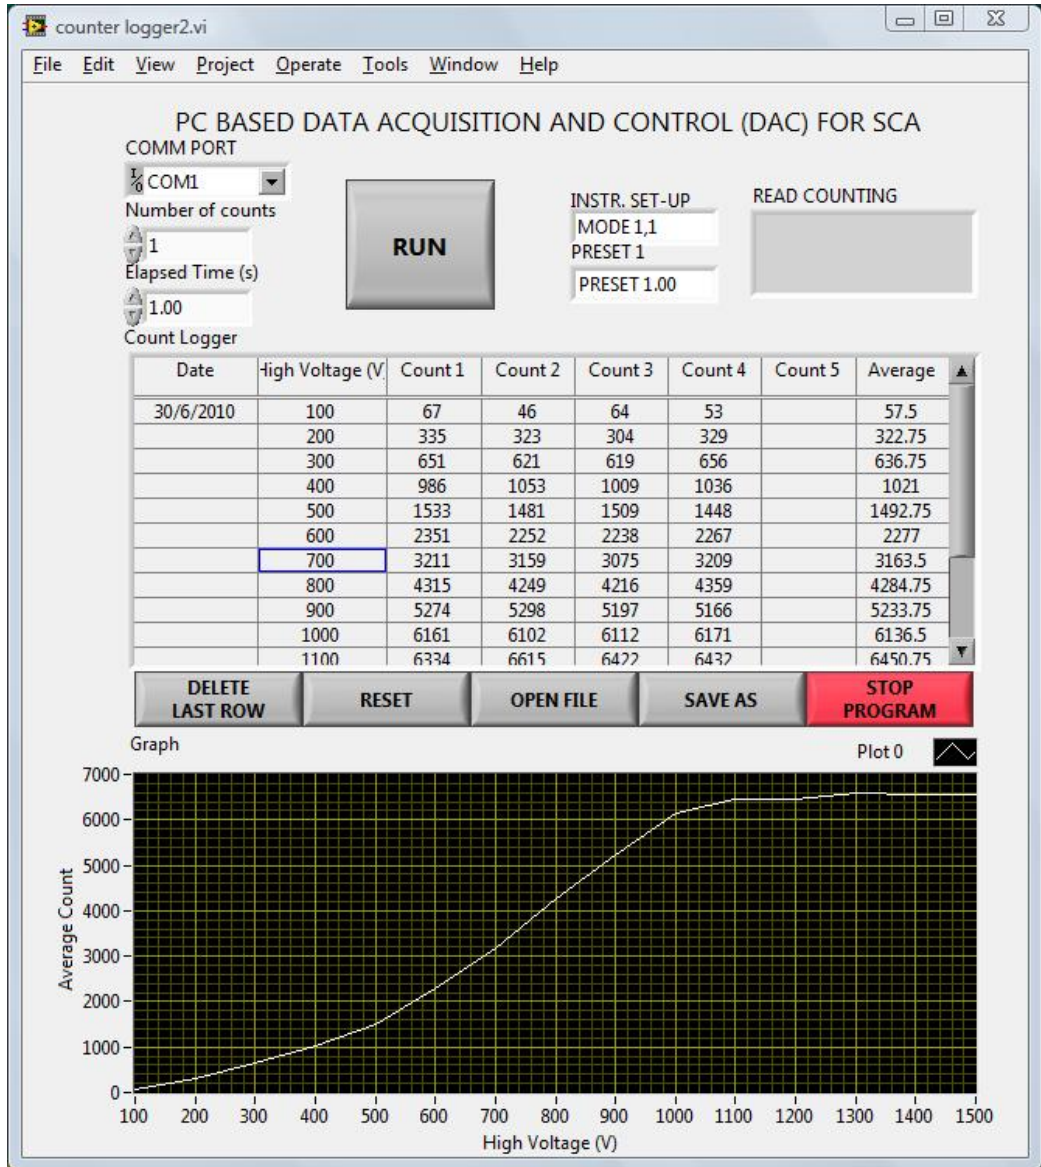 counter logger2.vi
File Edit View Project Operate Tools Window Help
PC BASED DATA ACQUISITION AND CONTROL (DAC) FOR SCA
COMM PORT
COM1
Number of counts
1
Elapsed Time (s)
1.00
RUN
INSTR. SET-UP
MODE 1,1
PRESET 1
PRESET 1.00
READ COUNTING
Count Logger
Date High Voltage (V Count 1 Count 2 Count 3 Count 4 Count 5 Average
30/6/2010 100 67 46 64 53 57.5
200 335 323 304 329 322.75
300 651 621 619 656 636.75
400 986 1053 1009 1036 1021
500 1533 1481 1509 1448 1492.75
600 2351 2252 2238 2267 2277
700 3211 3159 3075 3209 3163.5
800 4315 4249 4216 4359 4284.75
900 5274 5298 5197 5166 5233.75
1000 6161 6102 6112 6171 6136.5
1100 6334 6615 6422 6432 6450.75
DELETE LAST ROW RESET OPEN FILE SAVE AS STOP PROGRAM
Graph
Plot 0
7000
6000
5000
4000
3000
2000
1000
0
Average Count
100 200 300 400 500 600 700 800 900 1000 1100 1200 1300 1400 1500
High Voltage (V)